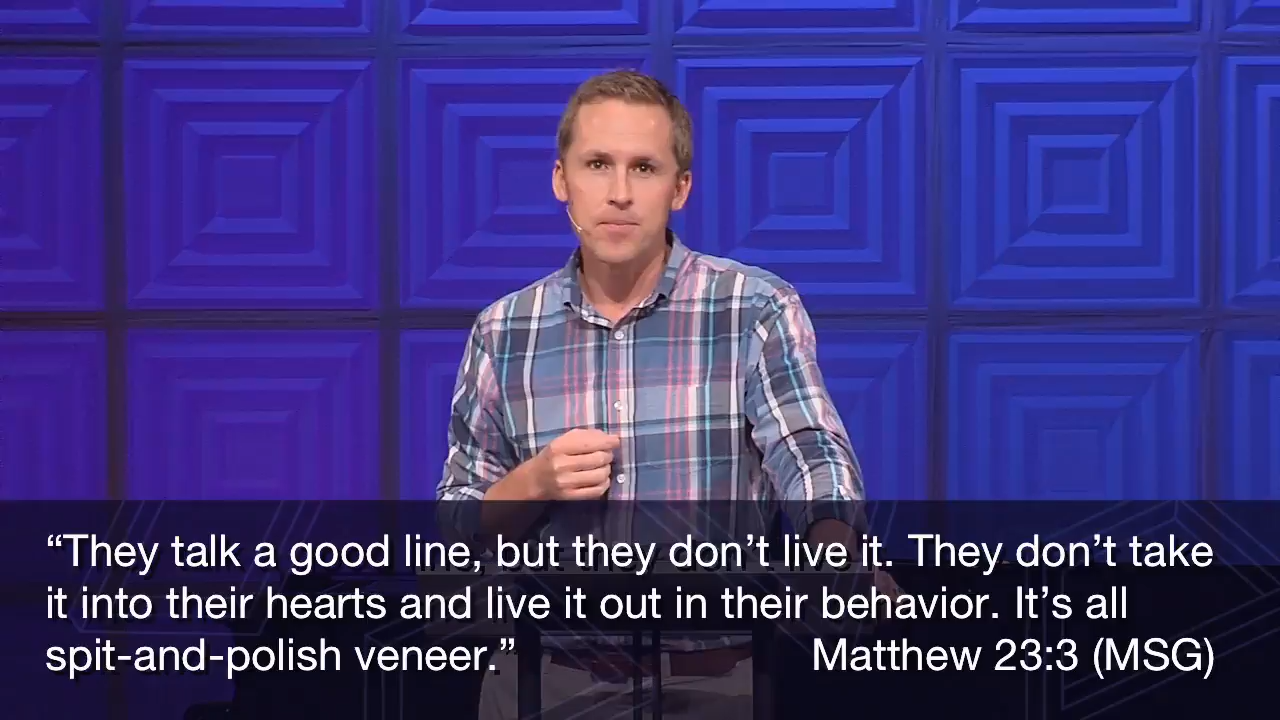 “They talk a good line, but they don’t live it. They don’t take
it into their hearts and live it out in their behavior. It’s all
spit-and-polish veneer.” Matthew 23:3 (MSG)